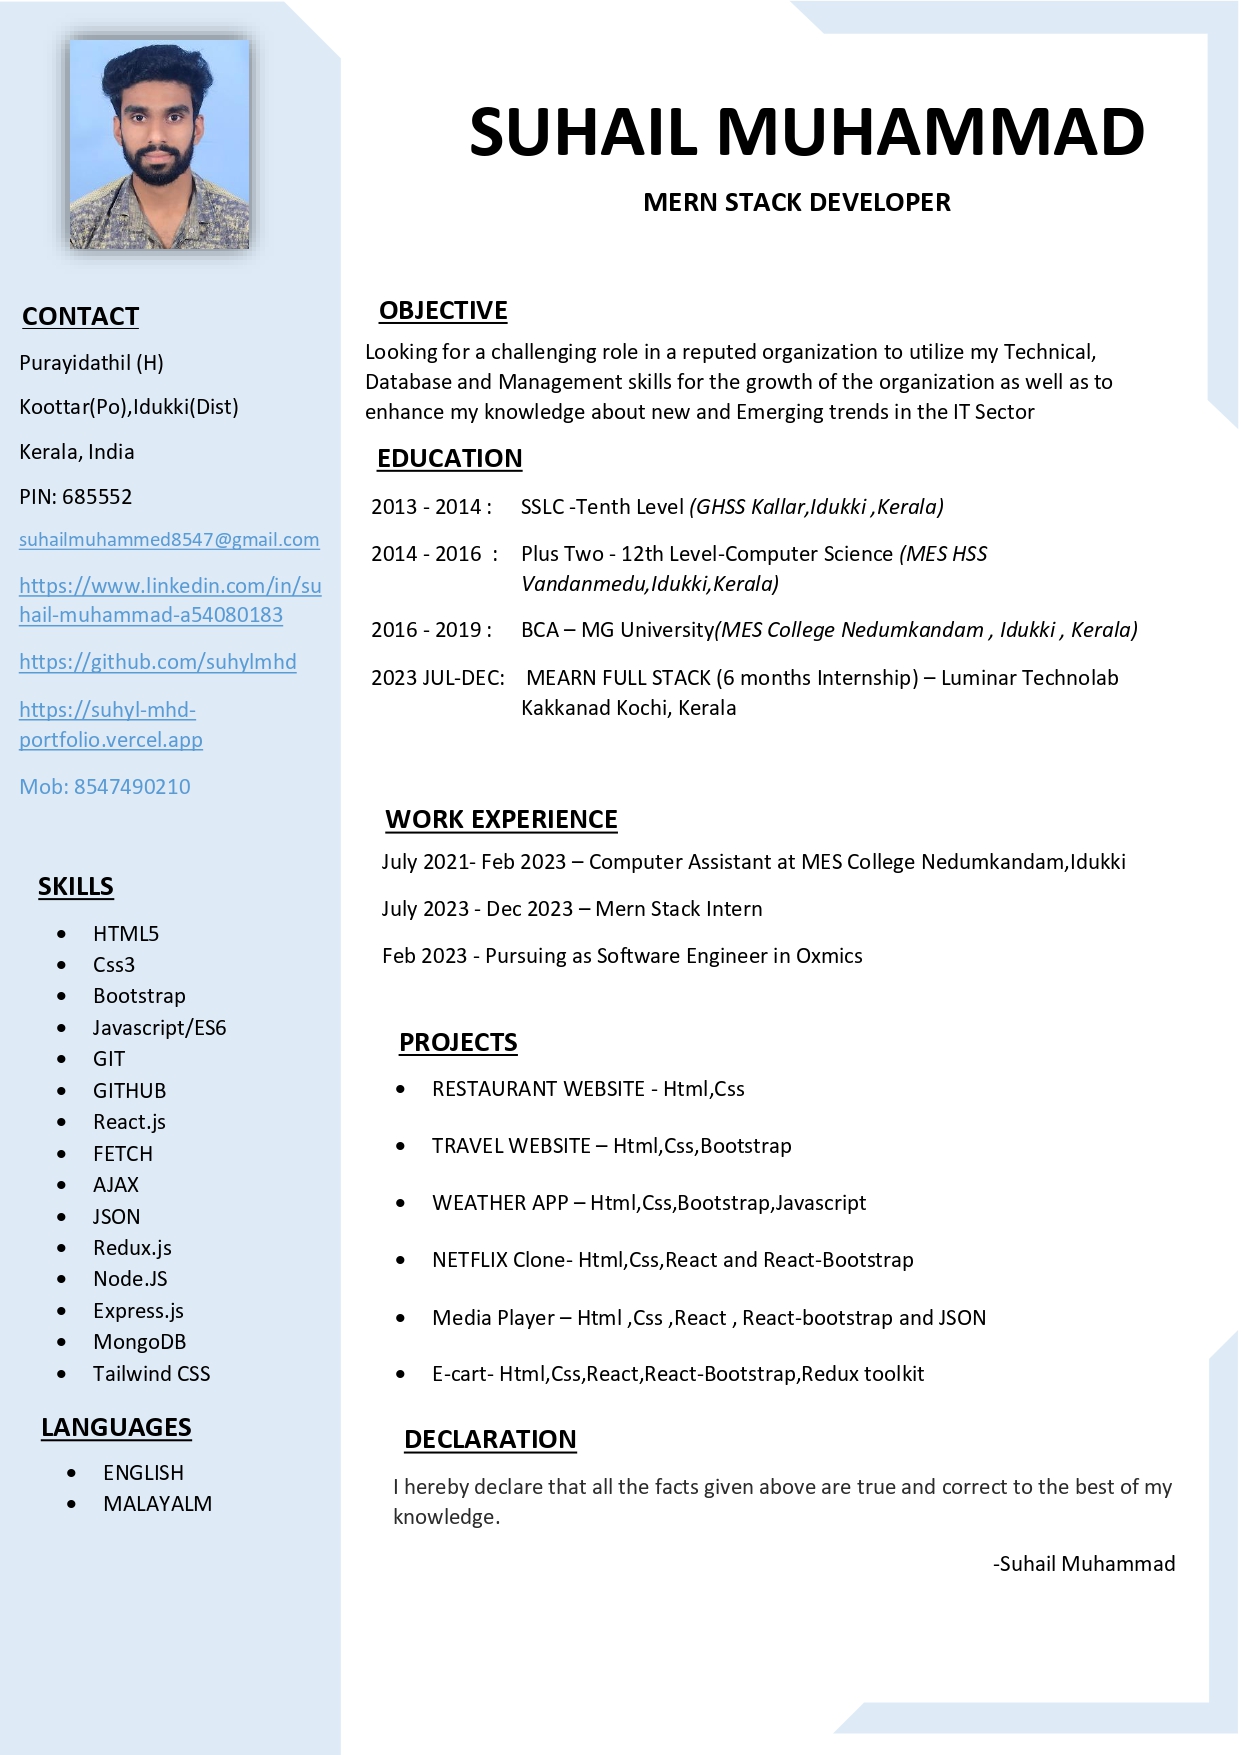 SUHAIL MUHAMMAD
MERN STACK DEVELOPER
CONTACT
Purayidathil (H)
Koottar(Po),Idukki(Dist)
Kerala, India
PIN: 685552
suhailmuhammed8547@gmail.com
https://www.linkedin.com/in/su
hail-muhammad-a54080183
https://github.com/suhylmhd
https://suhyl-mhd-
portfolio.vercel.app
Mob: 8547490210
SKILLS
• HTML5
• Css3
• Bootstrap
• Javascript/ES6
• GIT
• GITHUB
• React.js
• FETCH
• AJAX
• JSON
• Redux.js
• Node.JS
• Express.js
• MongoDB
• Tailwind CSS
LANGUAGES
• ENGLISH
• MALAYALM
OBJECTIVE
Looking for a challenging role in a reputed organization to utilize my Technical,
Database and Management skills for the growth of the organization as well as to
enhance my knowledge about new and Emerging trends in the IT Sector
EDUCATION
2013 - 2014 : SSLC -Tenth Level (GHSS Kallar,Idukki ,Kerala)
2014 - 2016 : Plus Two - 12th Level-Computer Science (MES HSS
Vandanmedu,Idukki,Kerala)
2016 - 2019 : BCA – MG University(MES College Nedumkandam , Idukki , Kerala)
2023 JUL-DEC: MEARN FULL STACK (6 months Internship) – Luminar Technolab
Kakkanad Kochi, Kerala
WORK EXPERIENCE
July 2021- Feb 2023 – Computer Assistant at MES College Nedumkandam,Idukki
July 2023 - Dec 2023 – Mern Stack Intern
Feb 2023 - Pursuing as Software Engineer in Oxmics
PROJECTS
• RESTAURANT WEBSITE - Html,Css
• TRAVEL WEBSITE – Html,Css,Bootstrap
• WEATHER APP – Html,Css,Bootstrap,Javascript
• NETFLIX Clone- Html,Css,React and React-Bootstrap
• Media Player – Html ,Css ,React , React-bootstrap and JSON
• E-cart- Html,Css,React,React-Bootstrap,Redux toolkit
DECLARATION
I hereby declare that all the facts given above are true and correct to the best of my
knowledge.
-Suhail Muhammad